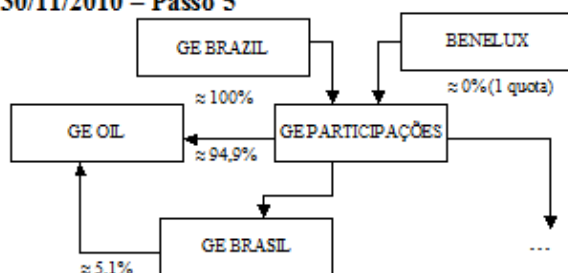 30/11/2010 – Passo 5
GE BRAZIL
BENELUX
≈ 100%
≈ 0% (1 quota)
GE OIL
GE PARTICIPAÇÕES
≈ 94,9%
GE BRASIL
...
≈ 5,1%